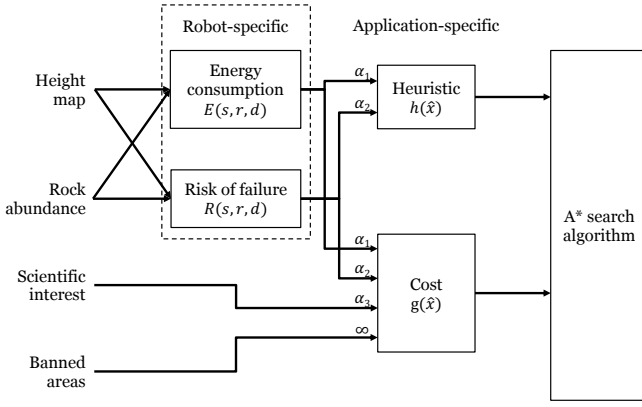 Robot-specific
Application-specific
Height
map
Energy
consumption
E(s,r,d)
α₁
α₂
Heuristic
h(x̂)
Rock
abundance
Risk of failure
R(s,r,d)
A* search
algorithm
α₁
α₂
α₃
∞
Cost
g(x̂)
Scientific
interest
Banned
areas